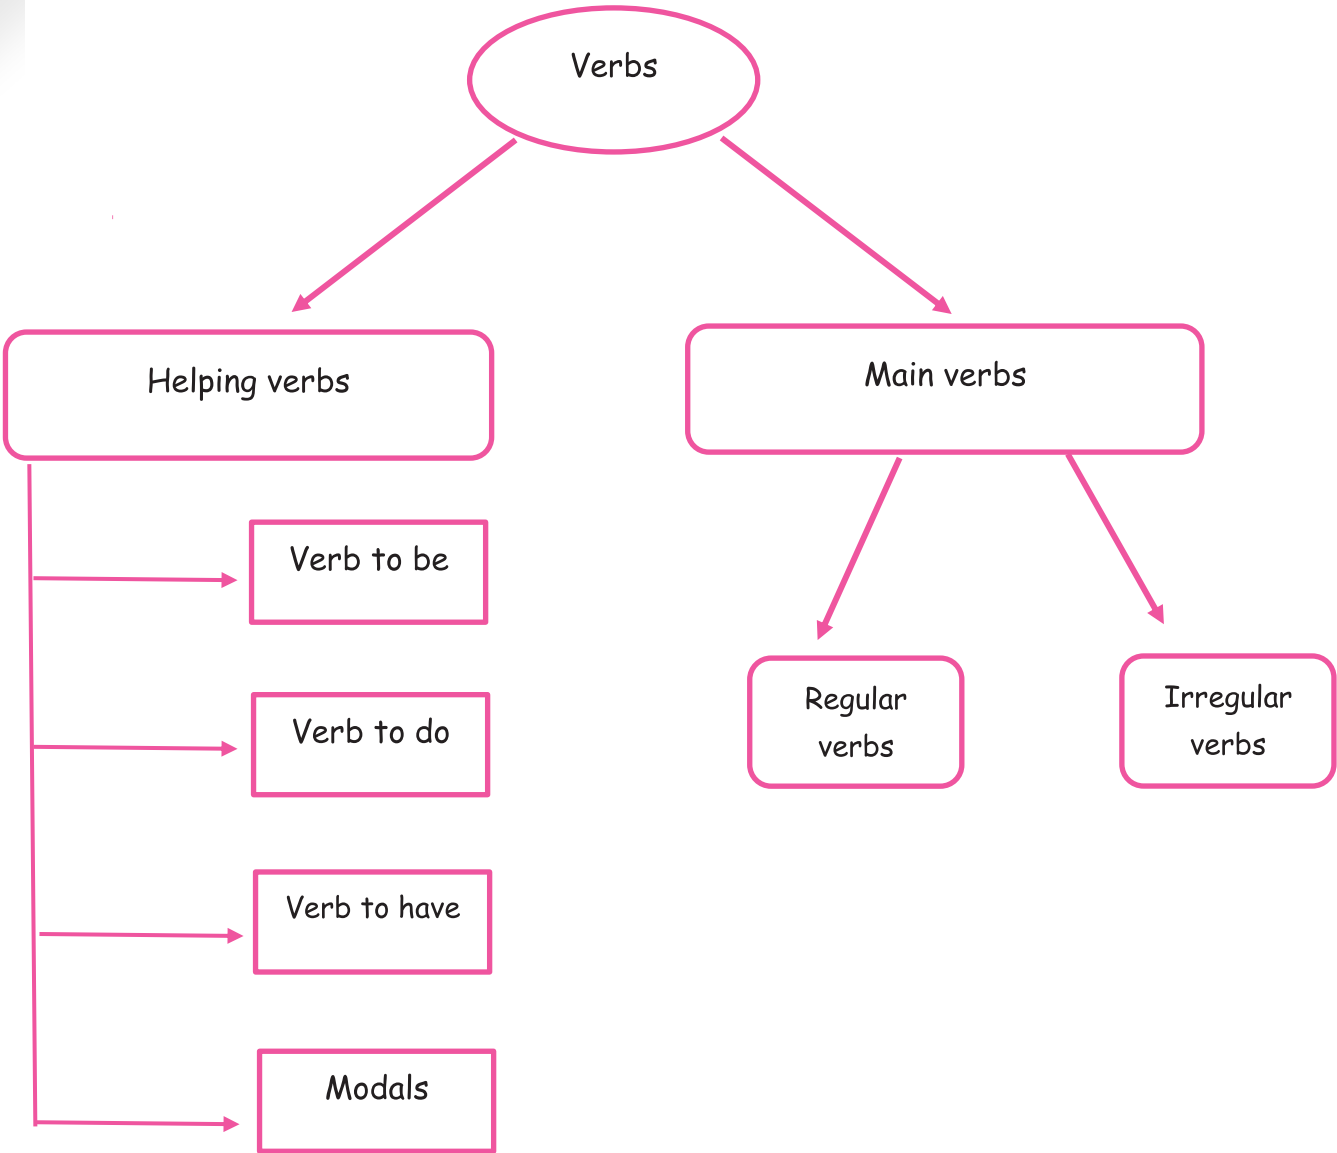 Verbs
Helping verbs
Main verbs
Verb to be
Verb to do
Verb to have
Modals
Regular
verbs
Irregular
verbs